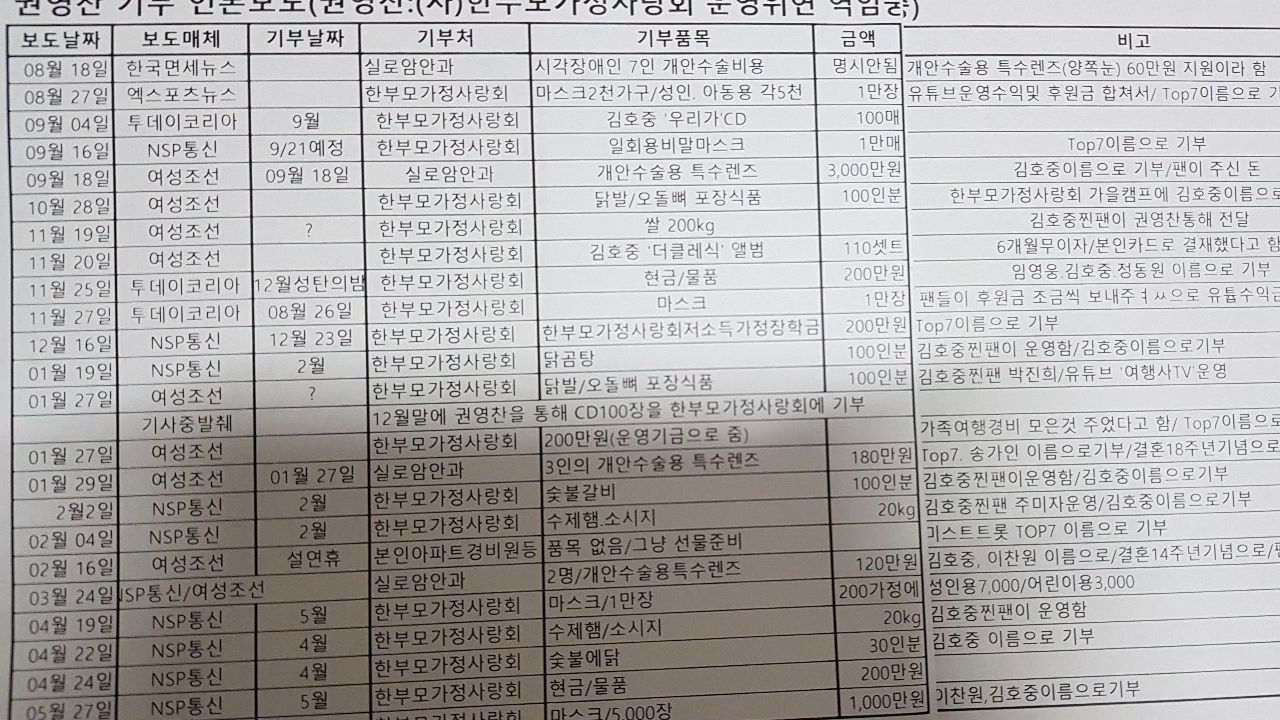 권영찬 기부 언론보도(권영찬:(사)한부모가정사랑회 운영위원 역임중)
보도날짜 보도매체 기부날짜 기부처 기부품목 금액 비고
08월 18일 한국면세뉴스 실로암안과 시각장애인 7인 개안수술비용 명시안됨 개안수술용 특수렌즈(양쪽눈) 60만원 지원이라 함
08월 27일 엑스포츠뉴스 한부모가정사랑회 마스크2천가구/성인. 아동용 각5천 1만장 유튜브운영수익및 후원금 합쳐서/ Top7이름으로
09월 04일 투데이코리아 9월 한부모가정사랑회 김호중 '우리가'CD 100매
09월 16일 NSP통신 9/21예정 한부모가정사랑회 일회용비말마스크 1만매 Top7이름으로 기부
09월 18일 여성조선 09월 18일 실로암안과 개안수술용 특수렌즈 3,000만원 김호중이름으로 기부/팬이 주신 돈
10월 28일 여성조선 한부모가정사랑회 닭발/오돌뼈 포장식품 100인분 한부모가정사랑회 가을캠프에 김호중이름으
11월 19일 여성조선 ? 한부모가정사랑회 쌀 200kg 김호중찐팬이 권영찬통해 전달
11월 20일 여성조선 한부모가정사랑회 김호중 '더클레식' 앨범 110셋트 6개월무이자/본인카드로 결재했다고 함
11월 25일 투데이코리아 12월성탄의밤 한부모가정사랑회 현금/물품 200만원 임영웅.김호중.정동원 이름으로 기부
11월 27일 투데이코리아 08월 26일 한부모가정사랑회 마스크 1만장 팬들이 후원금 조금씩 보내주ㅕㅆ으로 유튭수익금
12월 16일 NSP통신 12월 23일 한부모가정사랑회 한부모가정사랑회저소득가정장학금 200만원 Top7이름으로 기부
01월 19일 NSP통신 2월 한부모가정사랑회 닭곰탕 100인분 김호중찐팬이 운영함/김호중이름으로기부
01월 27일 여성조선 ? 한부모가정사랑회 닭발/오돌뼈 포장식품 100인분 김호중찐팬 박진희/유튜브 '여행사TV'운영
기사중발췌 12월말에 권영찬을 통해 CD100장을 한부모가정사랑회에 기부
01월 27일 여성조선 한부모가정사랑회 200만원(운영기금으로 줌) 가족여행경비 모은것 주었다고 함/ Top7이름으
01월 29일 여성조선 01월 27일 실로암안과 3인의 개안수술용 특수렌즈 180만원 Top7. 송가인 이름으로기부/결혼18주년기념으로
2월2일 NSP통신 2월 한부모가정사랑회 숯불갈비 100인분 김호중찐팬이운영함/김호중이름으로기부
02월 04일 NSP통신 2월 한부모가정사랑회 수제햄.소시지 20kg 김호중찐팬 주미자운영/김호중이름으로기부
02월 16일 여성조선 설연휴 본인아파트경비원등 품목 없음/그냥 선물준비 미스트트롯 TOP7 이름으로 기부
03월 24일 NSP통신/여성조선 실로암안과 2명/개안수술용특수렌즈 120만원 김호중, 이찬원 이름으로/결혼14주년기념으로/
04월 19일 NSP통신 5월 한부모가정사랑회 마스크/1만장 200가정에 성인용7,000/어린이용3,000
04월 22일 NSP통신 4월 한부모가정사랑회 수제햄/소시지 20kg 김호중찐팬이 운영함
04월 24일 NSP통신 4월 한부모가정사랑회 숯불에닭 30인분 김호중 이름으로 기부
05월 27일 NSP통신 5월 한부모가정사랑회 현금/물품 200만원
한부모가정사랑회 마스크/5,000장 1,000만원 이찬원,김호중이름으로기부